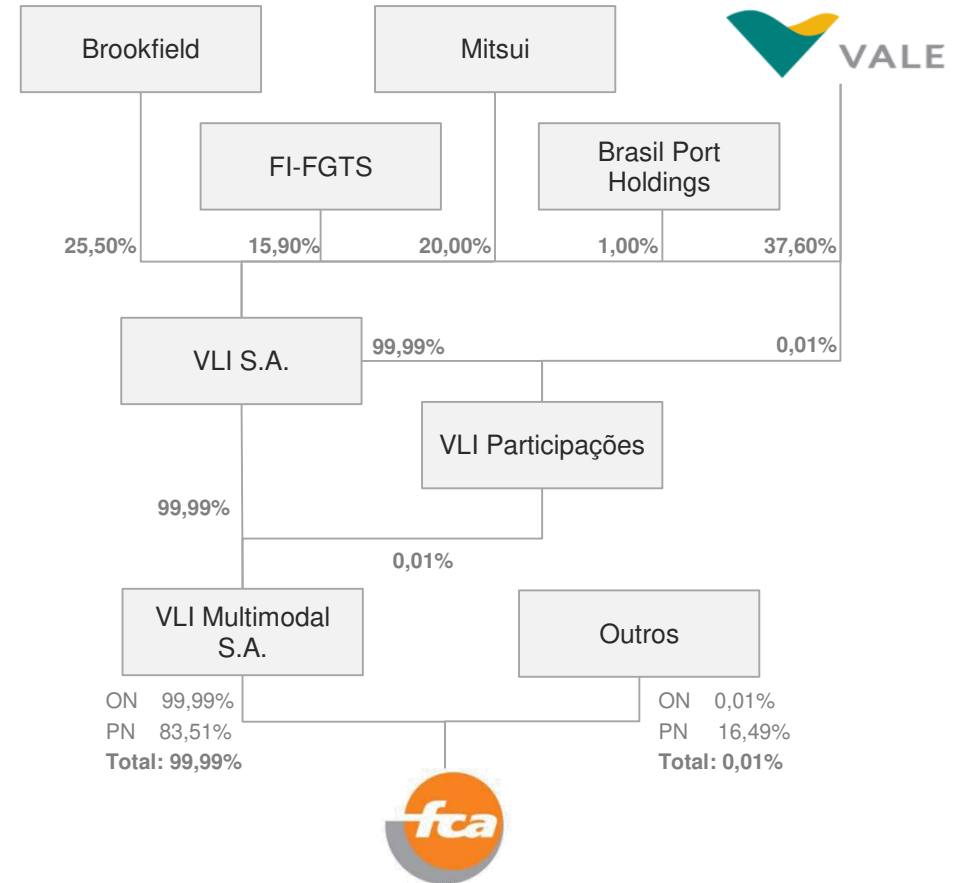 Brookfield
Mitsui
VALE
FI-FGTS
Brasil Port
Holdings
25,50%
15,90%
20,00%
1,00%
37,60%
VLI S.A.
99,99%
0,01%
VLI Participações
99,99%
0,01%
VLI Multimodal
S.A.
Outros
ON 99,99%
PN 83,51%
Total: 99,99%
ON 0,01%
PN 16,49%
Total: 0,01%
fca